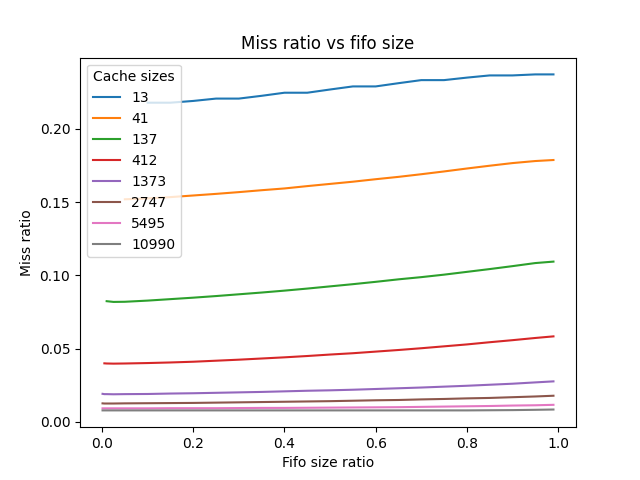 Miss ratio vs fifo size
Cache sizes
13
41
137
412
1373
2747
5495
10990
Miss ratio
0.20
0.15
0.10
0.05
0.00
0.0 0.2 0.4 0.6 0.8 1.0
Fifo size ratio